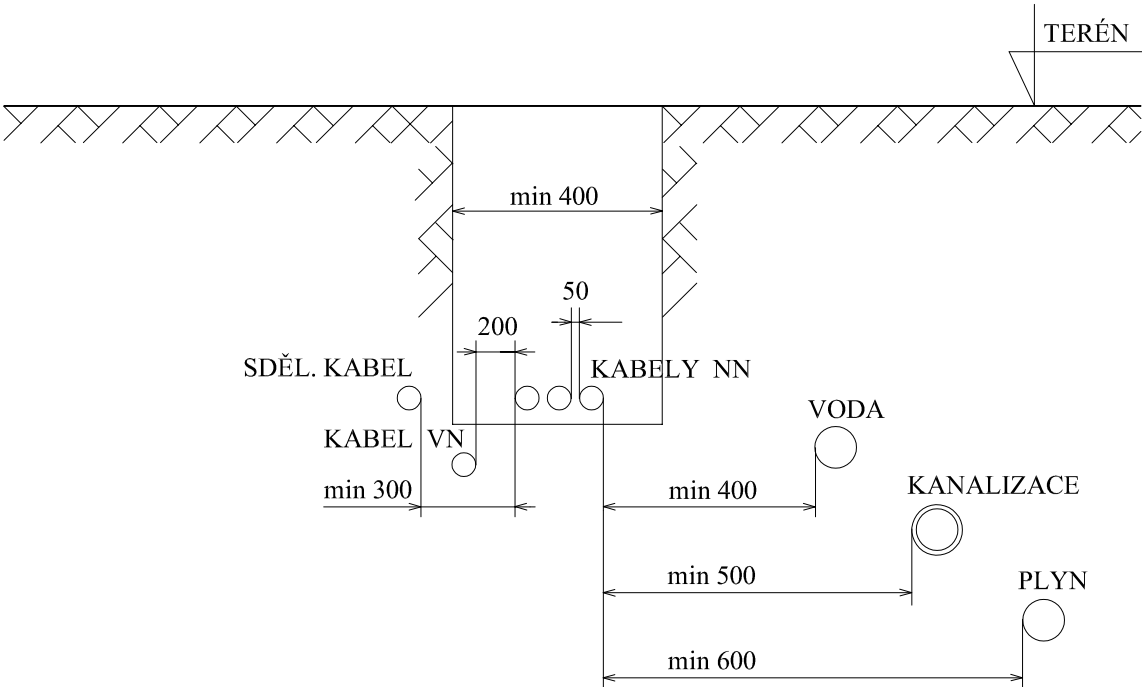 TERÉN
min 400
50
200
SDĚL. KABEL
KABELY NN
VODA
KABEL VN
min 300
min 400
KANALIZACE
min 500
PLYN
min 600